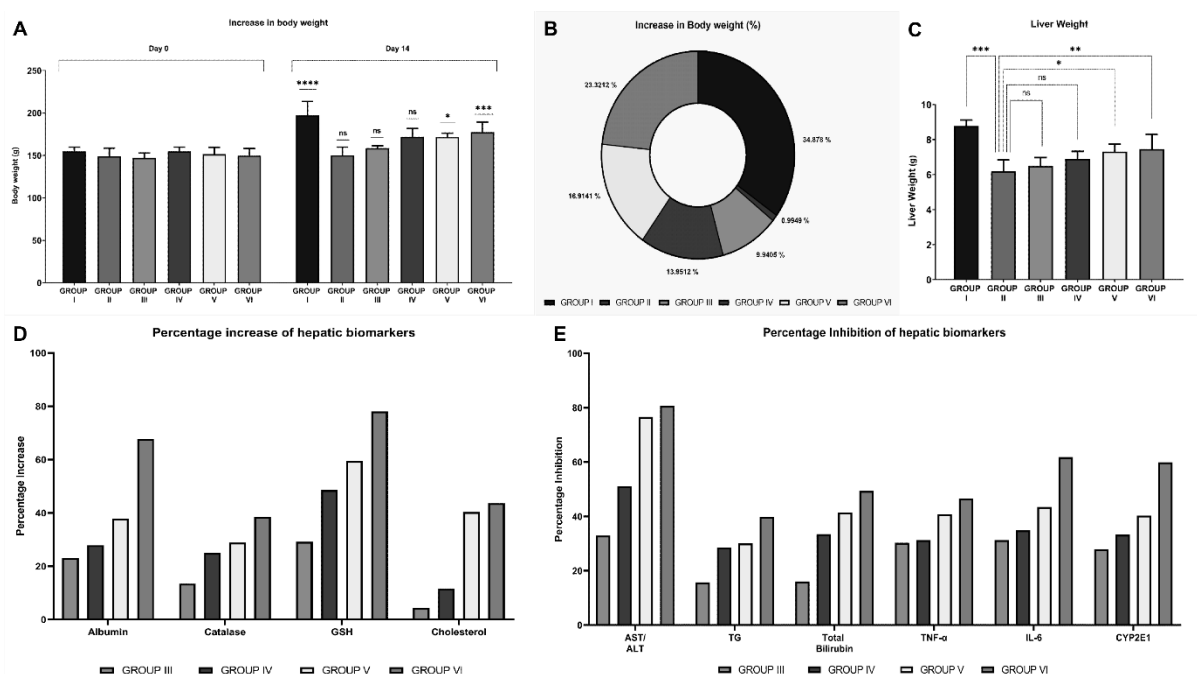 A
Increase in body weight
Day 0
Day 14
Body weight (g)
250
200
150
100
50
0
****
ns
ns
ns
*
***
GROUP I
GROUP II
GROUP III
GROUP IV
GROUP V
GROUP VI
GROUP I
GROUP II
GROUP III
GROUP IV
GROUP V
GROUP VI
B
Increase in Body weight (%)
23.3212 %
34.878 %
16.9141 %
0.9949 %
9.9405 %
13.9512 %
GROUP I
GROUP II
GROUP III
GROUP IV
GROUP V
GROUP VI
C
Liver Weight
***
**
*
ns
ns
Liver Weight (g)
10
8
6
4
2
0
GROUP I
GROUP II
GROUP III
GROUP IV
GROUP V
GROUP VI
D
Percentage increase of hepatic biomarkers
Percentage Increase
100
80
60
40
20
0
Albumin
Catalase
GSH
Cholesterol
GROUP III
GROUP IV
GROUP V
GROUP VI
E
Percentage Inhibition of hepatic biomarkers
Percentage Inhibition
100
80
60
40
20
0
AST/
ALT
TG
Total
Bilirubin
TNF-α
IL-6
CYP2E1
GROUP III
GROUP IV
GROUP V
GROUP VI